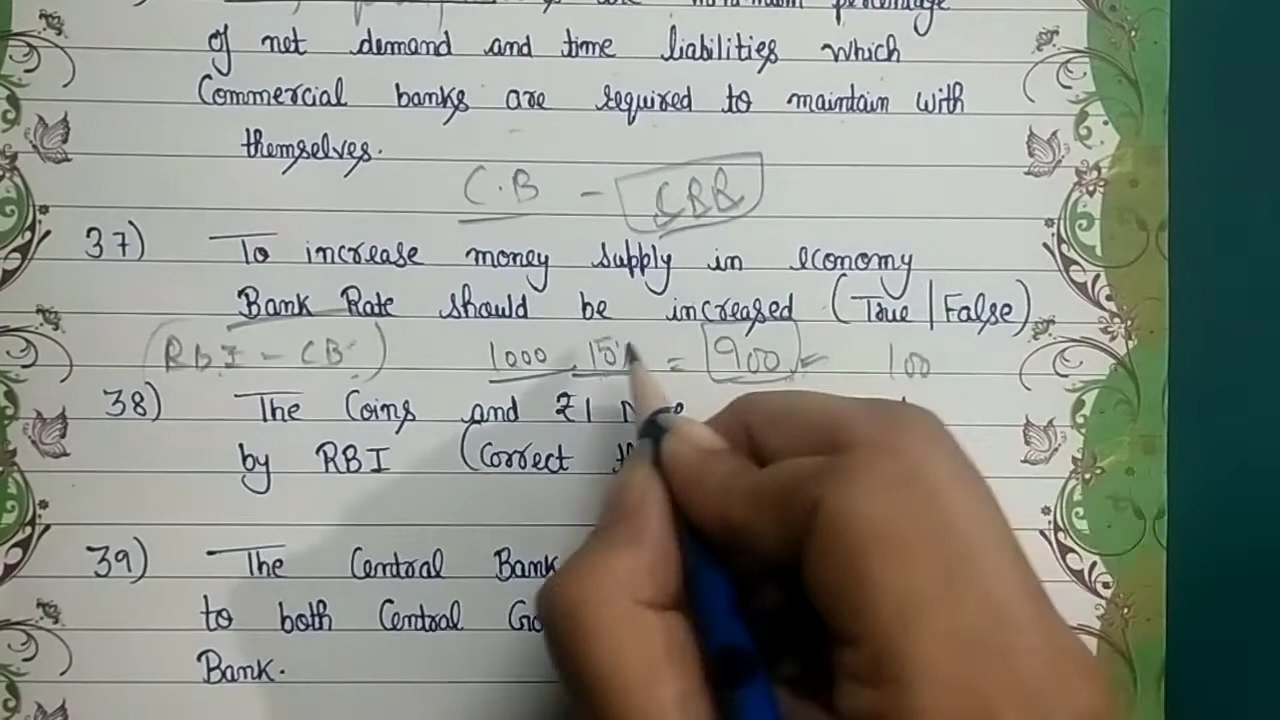 percentage
of net demand and time liabilities which
Commercial banks are required to maintain with
themselves.
C.B -
37) To increase money supply in economy
Bank Rate should be increased (True | False)
RBI - CB 1000 = 900 = 100
38) The Coins and ₹1
by RBI (Correct
39) The Central Bank
to both Central
Bank.